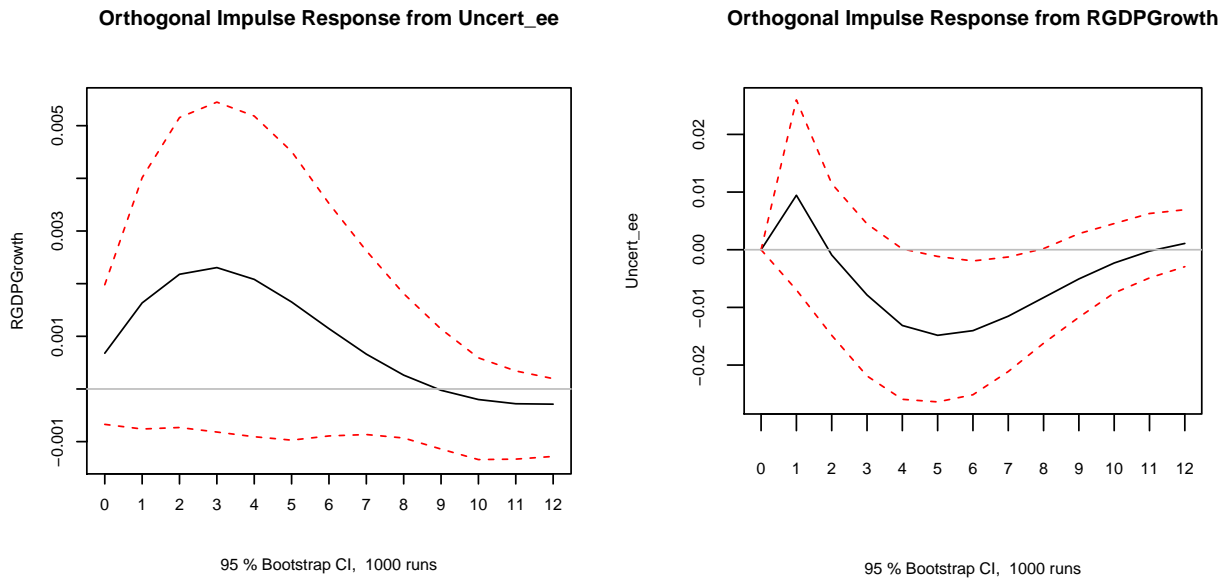 Orthogonal Impulse Response from Uncert_ee
RGDPGrowth
0.005
0.003
0.001
−0.001
0 1 2 3 4 5 6 7 8 9 10 11 12
95 % Bootstrap CI, 1000 runs
Orthogonal Impulse Response from RGDPGrowth
Uncert_ee
0.02
0.01
0.00
−0.01
−0.02
0 1 2 3 4 5 6 7 8 9 10 11 12
95 % Bootstrap CI, 1000 runs